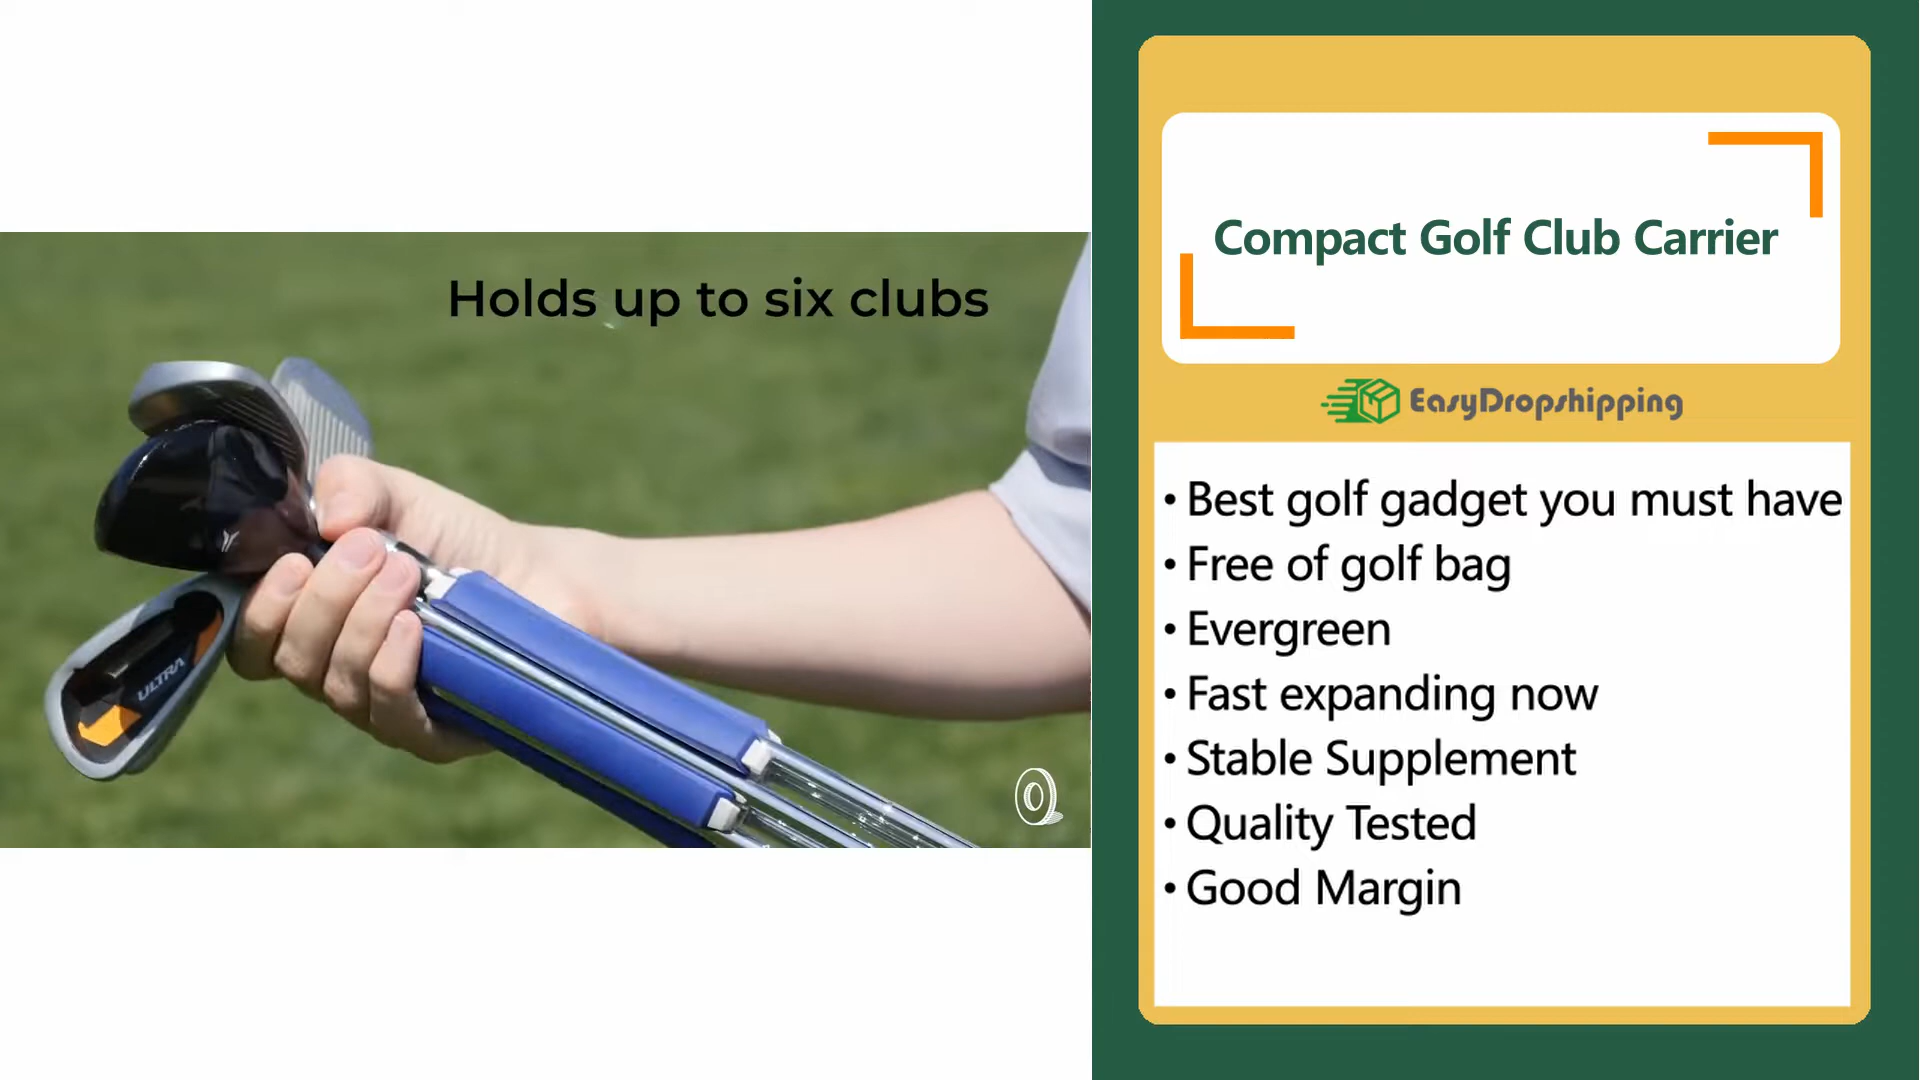 Holds up to six clubs
ULTRA
Compact Golf Club Carrier
EasyDropshipping
• Best golf gadget you must have
• Free of golf bag
• Evergreen
• Fast expanding now
• Stable Supplement
• Quality Tested
• Good Margin